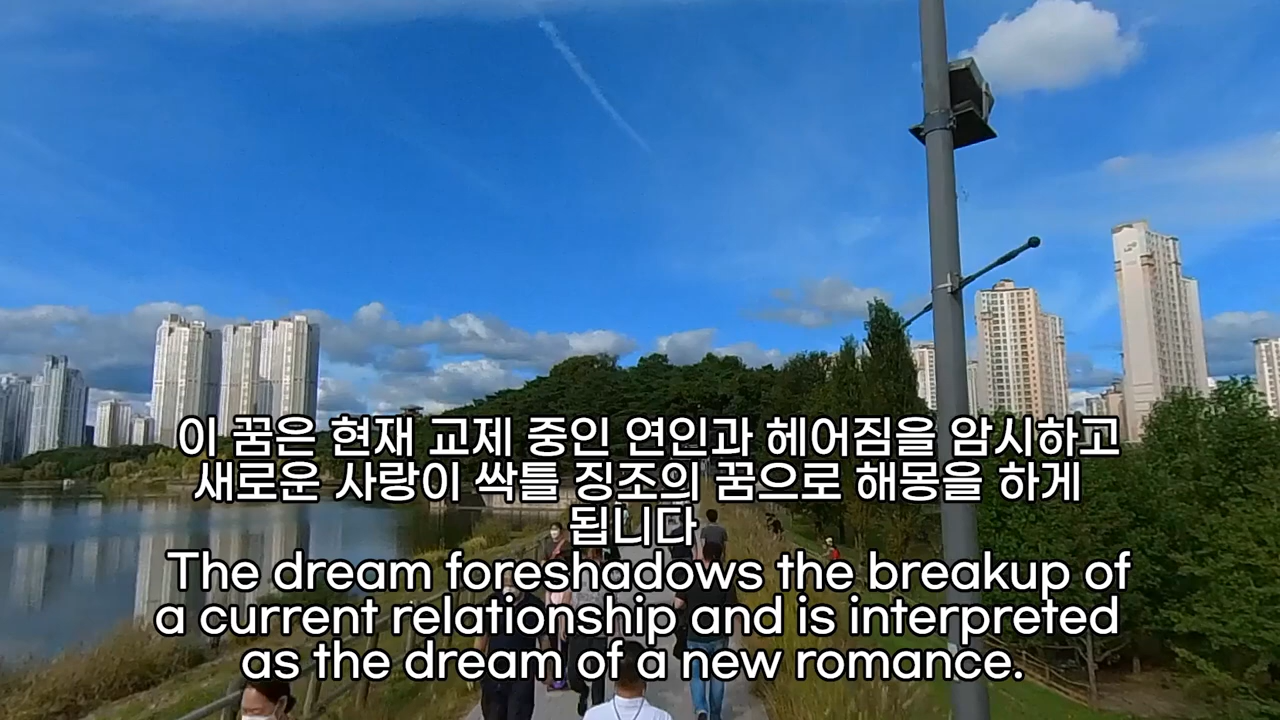 이 꿈은 현재 교제 중인 연인과 헤어짐을 암시하고
새로운 사랑이 싹틀 징조의 꿈으로 해몽을 하게
됩니다
The dream foreshadows the breakup of
a current relationship and is interpreted
as the dream of a new romance.